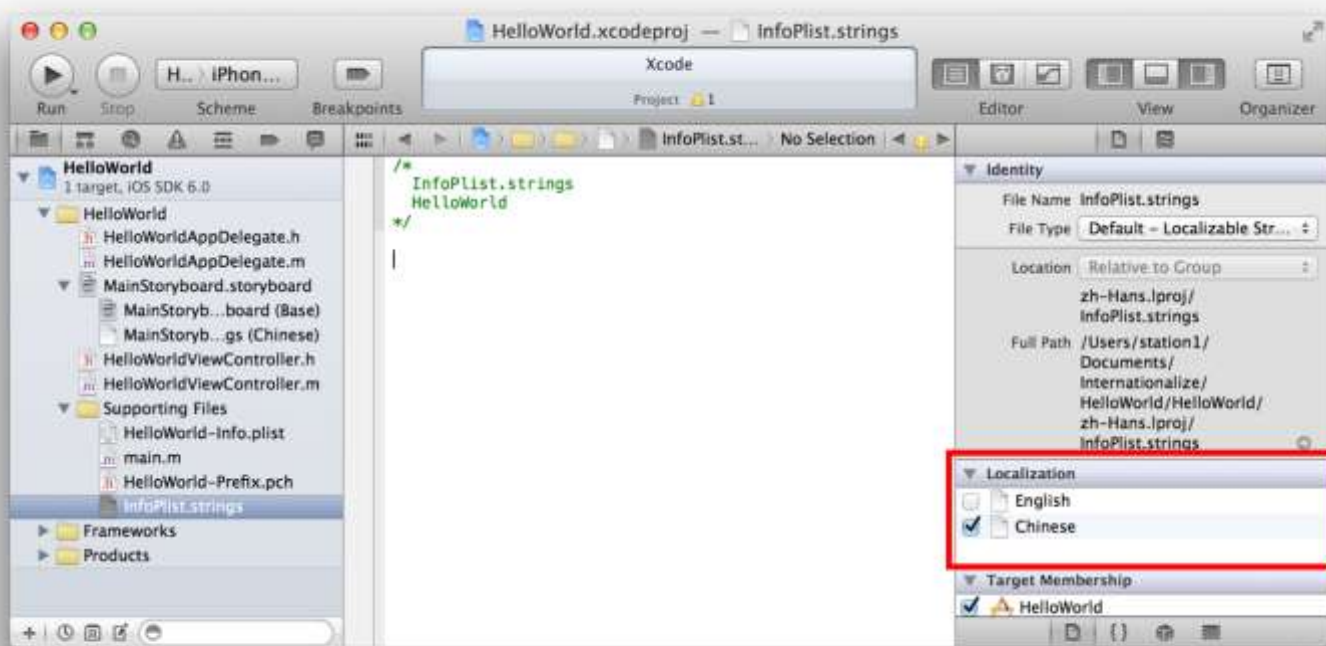 HelloWorld.xcodeproj — InfoPlist.strings
Run
Stop
H.. iPhon...
Scheme
Breakpoints
Xcode
Project 1
Editor
View
Organizer
InfoPlist.st... No Selection
HelloWorld
1 target, iOS SDK 6.0
HelloWorld
HelloWorldAppDelegate.h
HelloWorldAppDelegate.m
MainStoryboard.storyboard
MainStoryb...board (Base)
MainStoryb...gs (Chinese)
HelloWorldViewController.h
HelloWorldViewController.m
Supporting Files
HelloWorld-Info.plist
main.m
HelloWorld-Prefix.pch
InfoPlist.strings
Frameworks
Products
/*
InfoPlist.strings
HelloWorld
*/
Identity
File Name InfoPlist.strings
File Type Default – Localizable Str...
Location Relative to Group
zh-Hans.lproj/
InfoPlist.strings
Full Path /Users/station1/
Documents/
Internationalize/
HelloWorld/HelloWorld/
zh-Hans.lproj/
InfoPlist.strings
Localization
English
Chinese
Target Membership
HelloWorld